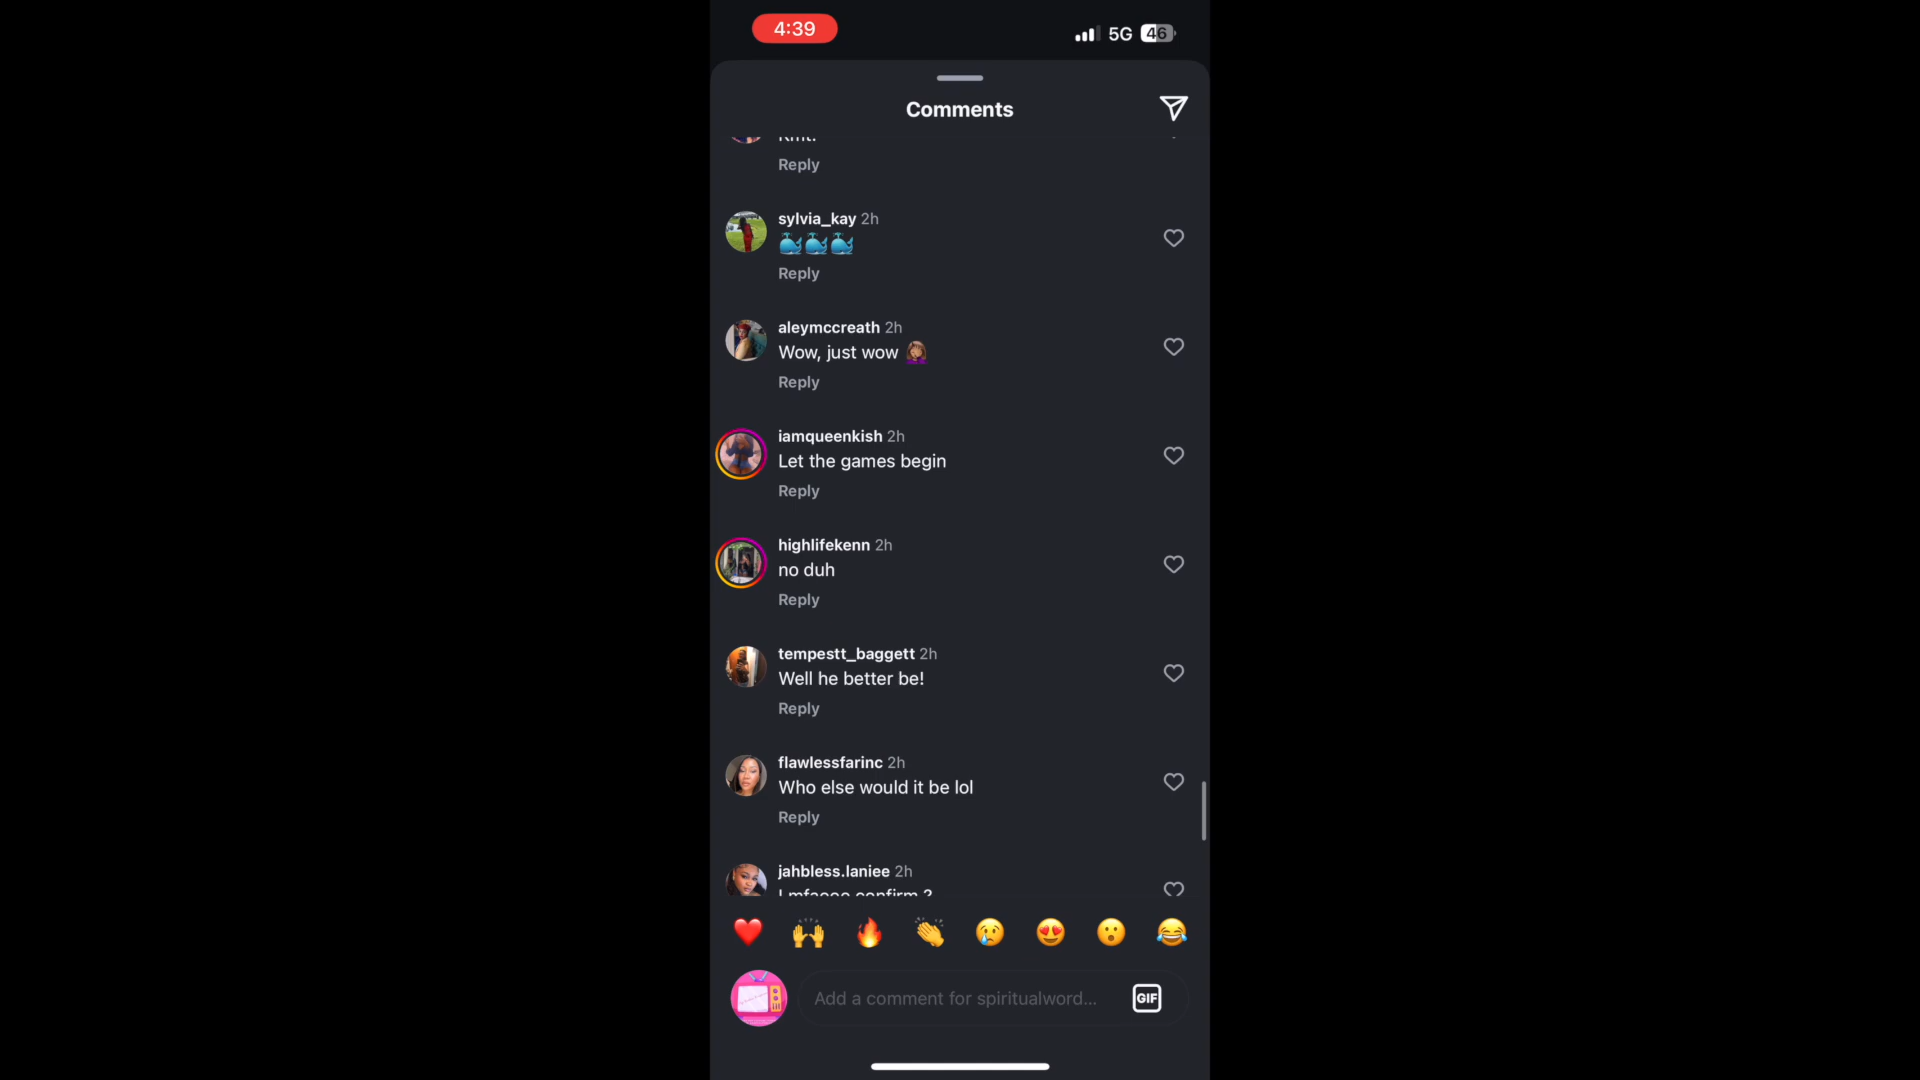 4:39
5G 46
Comments
Reply
sylvia_kay 2h
🐳🐳🐳
Reply
aleymccreath 2h
Wow, just wow 🤦🏽‍♀️
Reply
iamqueenkish 2h
Let the games begin
Reply
highlifekenn 2h
no duh
Reply
tempestt_baggett 2h
Well he better be!
Reply
flawlessfarinc 2h
Who else would it be lol
Reply
jahbless.laniee 2h
confirm ?
❤️🙌🔥👏😢😍😮😂
Add a comment for spiritualword...
GIF